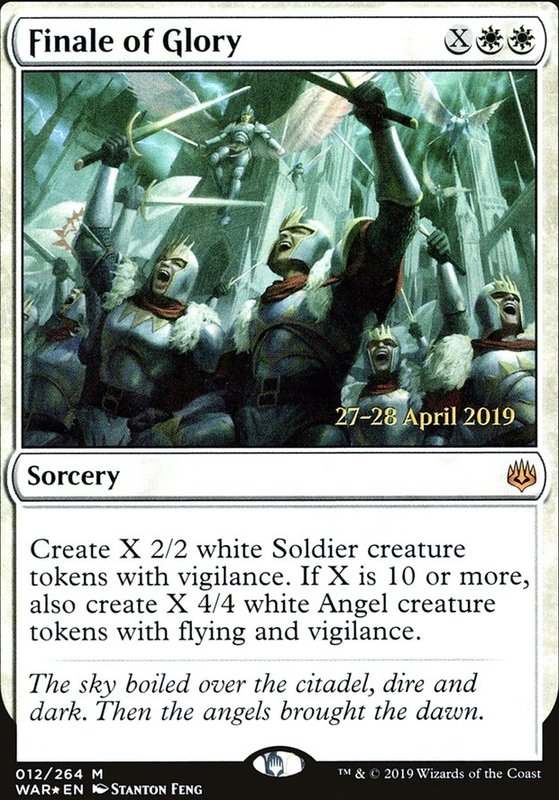 Finale of Glory X
27–28 April 2019
Sorcery
Create X 2/2 white Soldier creature
tokens with vigilance. If X is 10 or more,
also create X 4/4 white Angel creature
tokens with flying and vigilance.
The sky boiled over the citadel, dire and
dark. Then the angels brought the dawn.
012/264 M
WAR★EN Stanton Feng
™ & © 2019 Wizards of the Coast